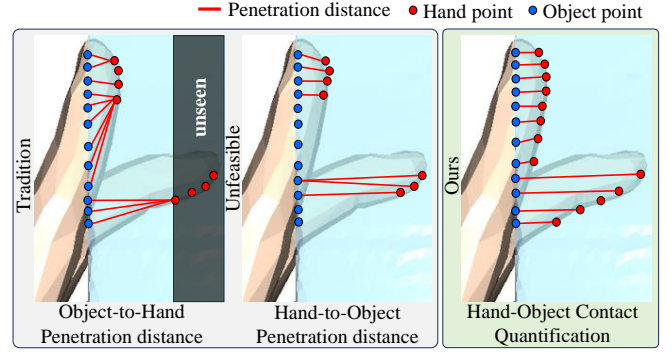 Penetration distance Hand point Object point
Tradition
unseen
Unfeasible
Ours
Object-to-Hand
Penetration distance
Hand-to-Object
Penetration distance
Hand-Object Contact
Quantification